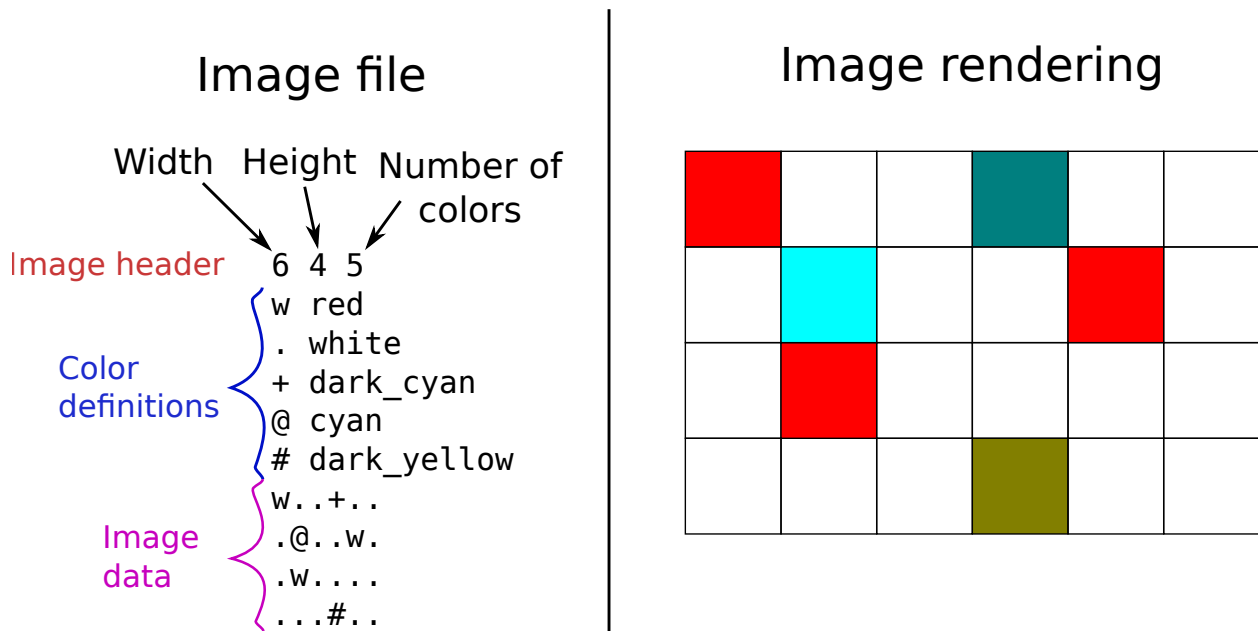 Image file
Image rendering
Width
Height
Number of
colors
Image header
6 4 5
Color
definitions
w red
. white
+ dark_cyan
@ cyan
# dark_yellow
Image
data
w..+..
.@..w.
.w....
...#..